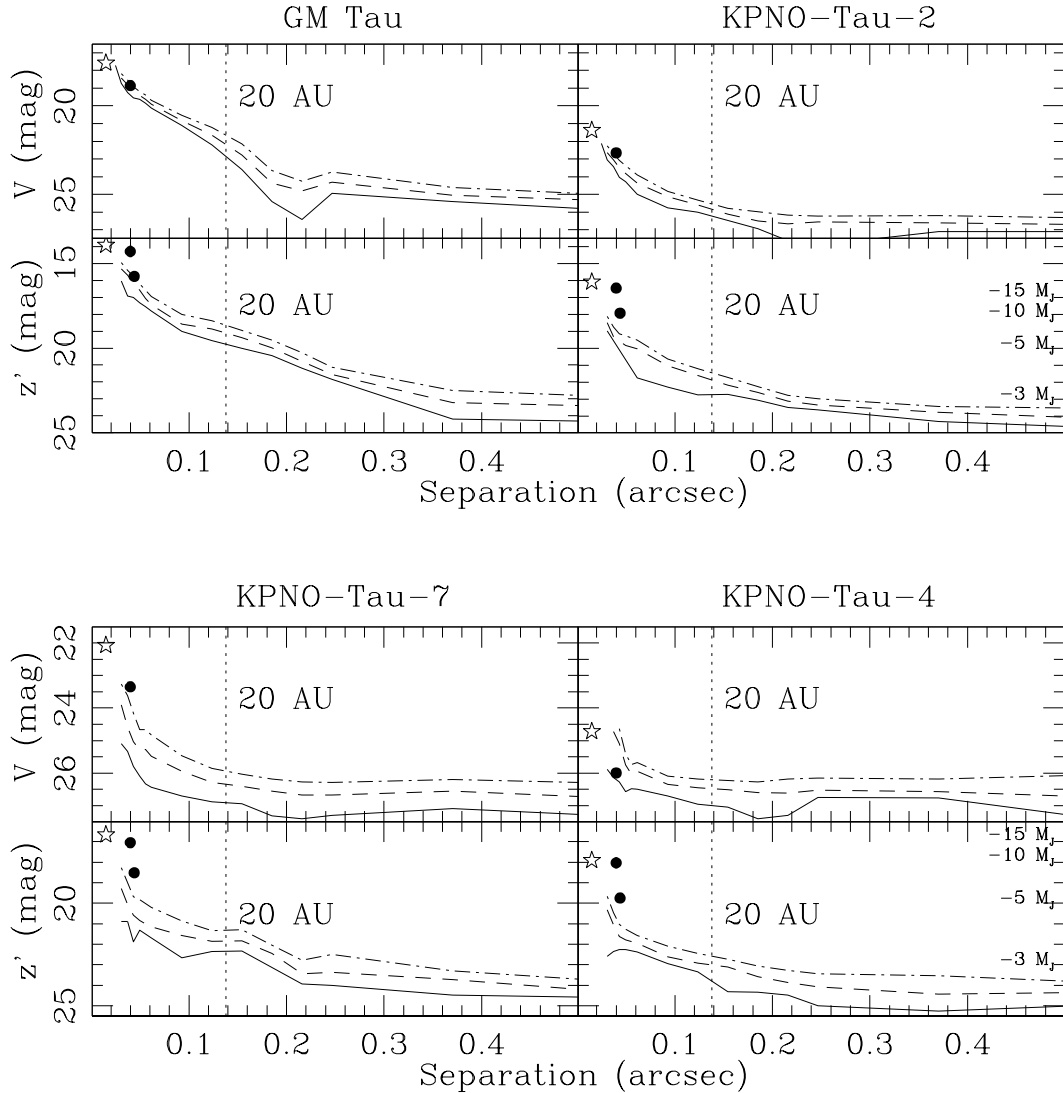 GM Tau
KPNO-Tau-2
V (mag)
20
25
20 AU
20 AU
z' (mag)
15
20
25
20 AU
20 AU
-15 MJ
-10 MJ
-5 MJ
-3 MJ
0.1 0.2 0.3 0.4
0.1 0.2 0.3 0.4
Separation (arcsec)
KPNO-Tau-7
KPNO-Tau-4
V (mag)
22
24
26
20 AU
20 AU
z' (mag)
20
25
20 AU
20 AU
-15 MJ
-10 MJ
-5 MJ
-3 MJ
0.1 0.2 0.3 0.4
0.1 0.2 0.3 0.4
Separation (arcsec)